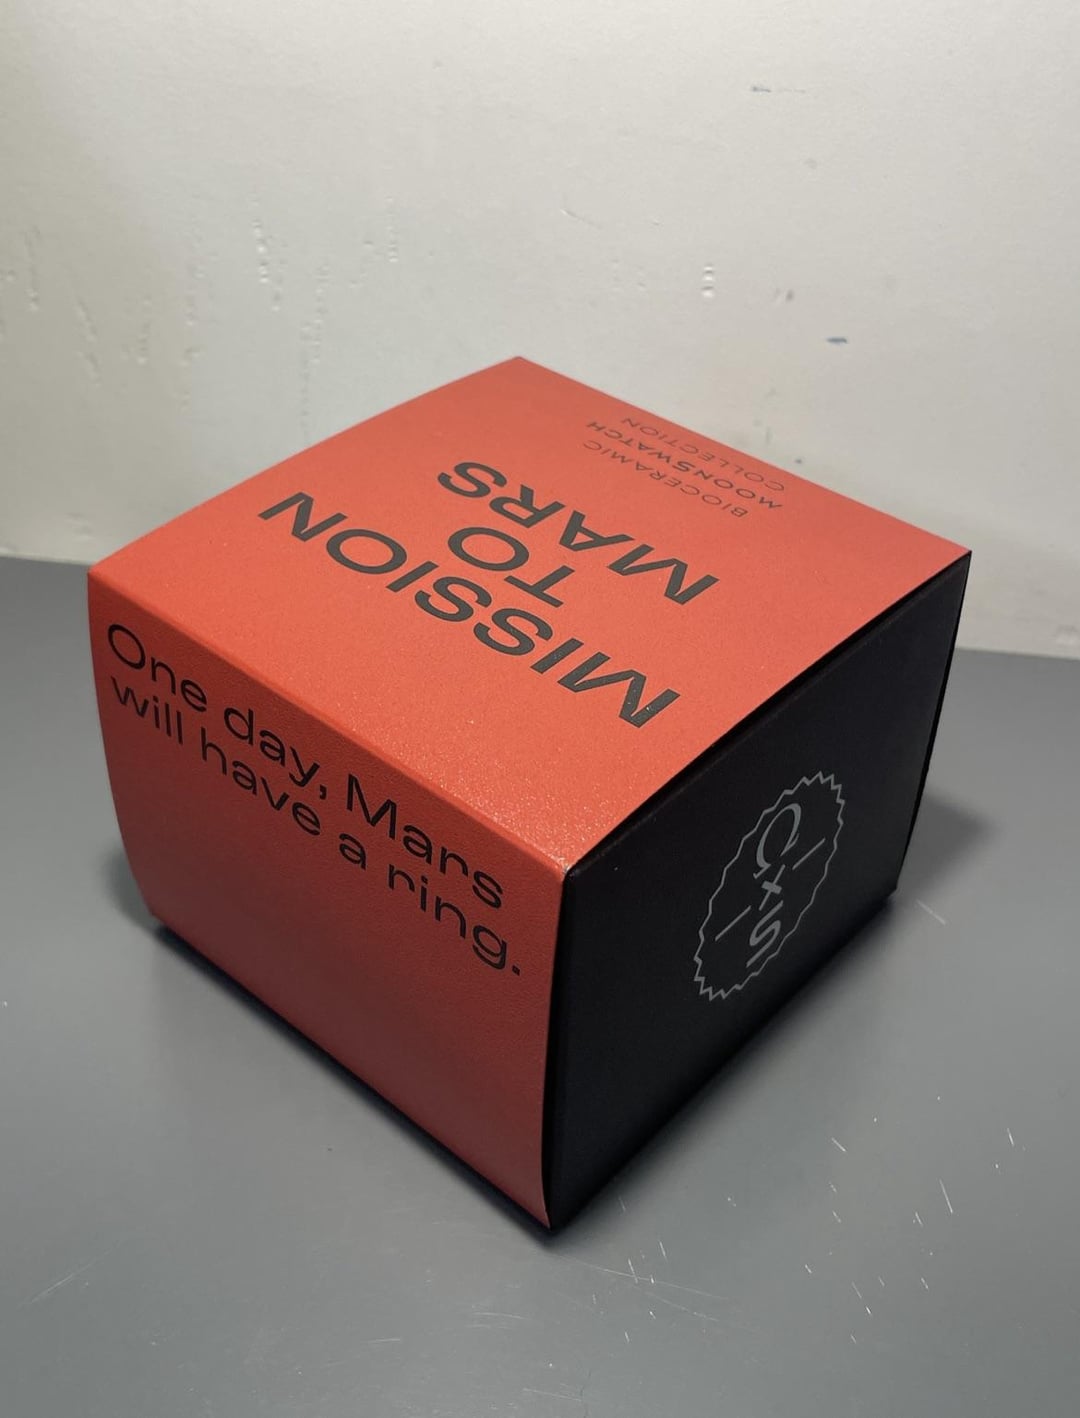 MISSION
TO
MARS
BIOCERAMIC
MOONSWATCH
COLLECTION
One day, Mars
will have a ring.
Ω×S